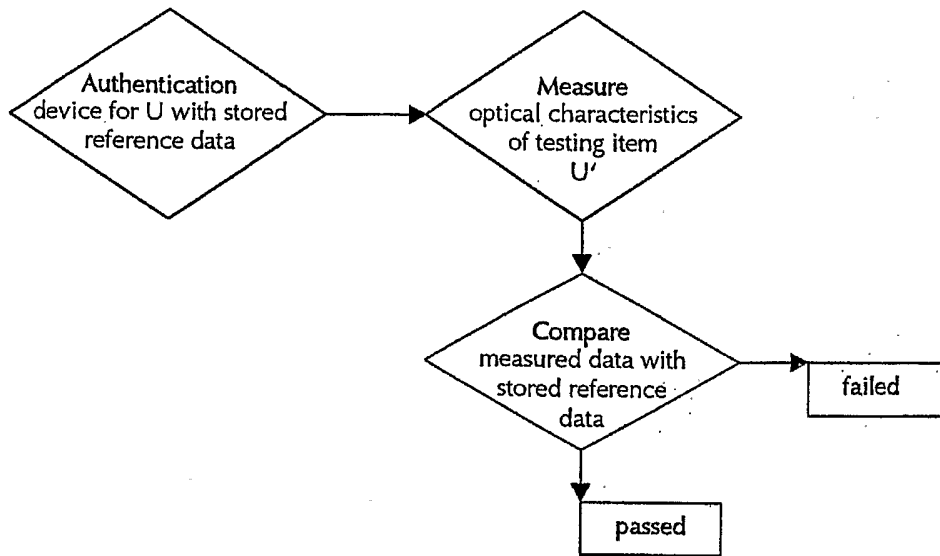 Authentication
device for U with stored
reference data
Measure
optical characteristics
of testing item
U'
Compare
measured data with
stored reference
data
failed
passed